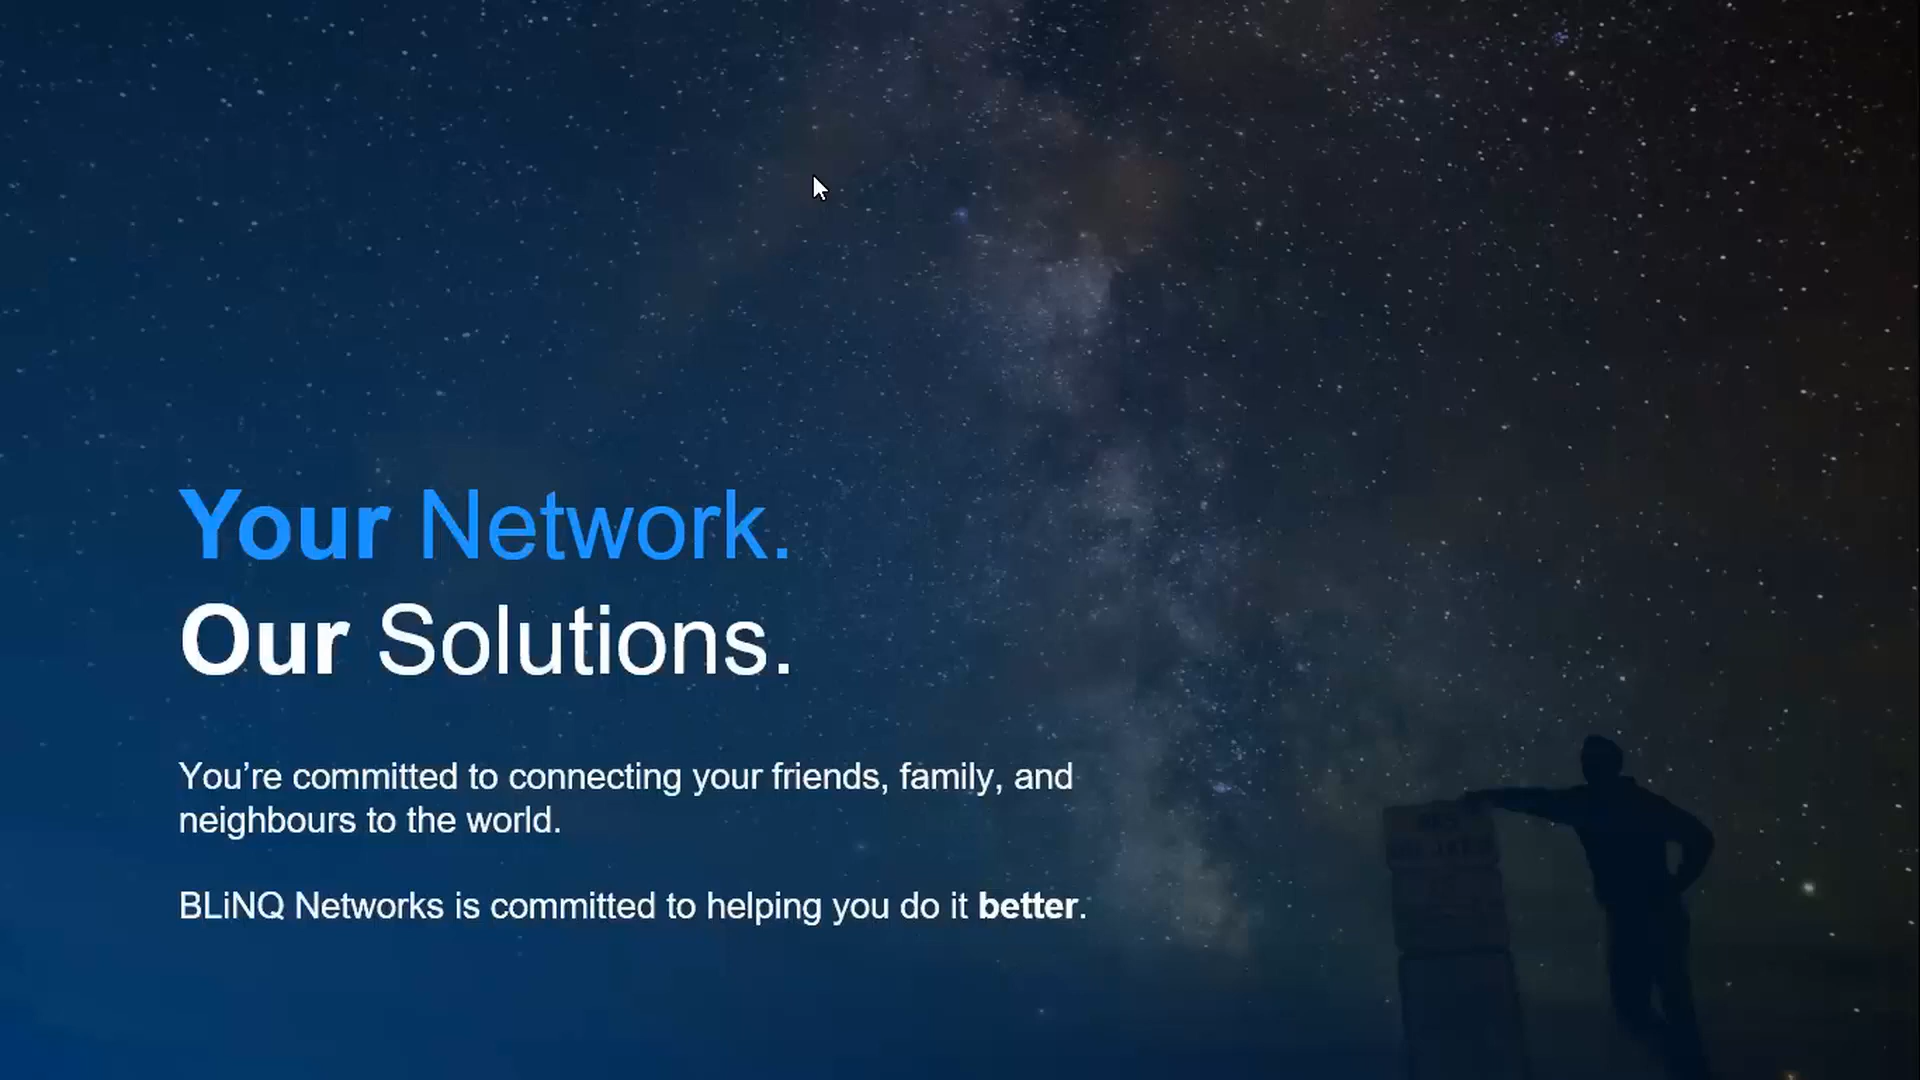 Your Network.
Our Solutions.
You’re committed to connecting your friends, family, and
neighbours to the world.
BLiNQ Networks is committed to helping you do it better.